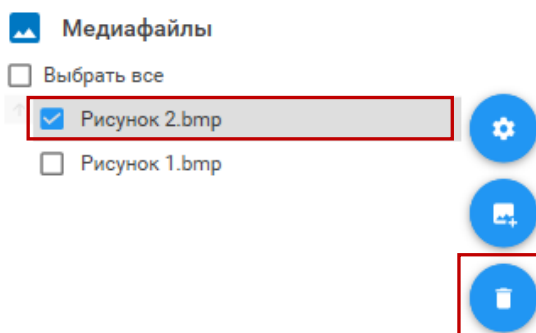 Медиафайлы
Выбрать все
Рисунок 2.bmp
Рисунок 1.bmp